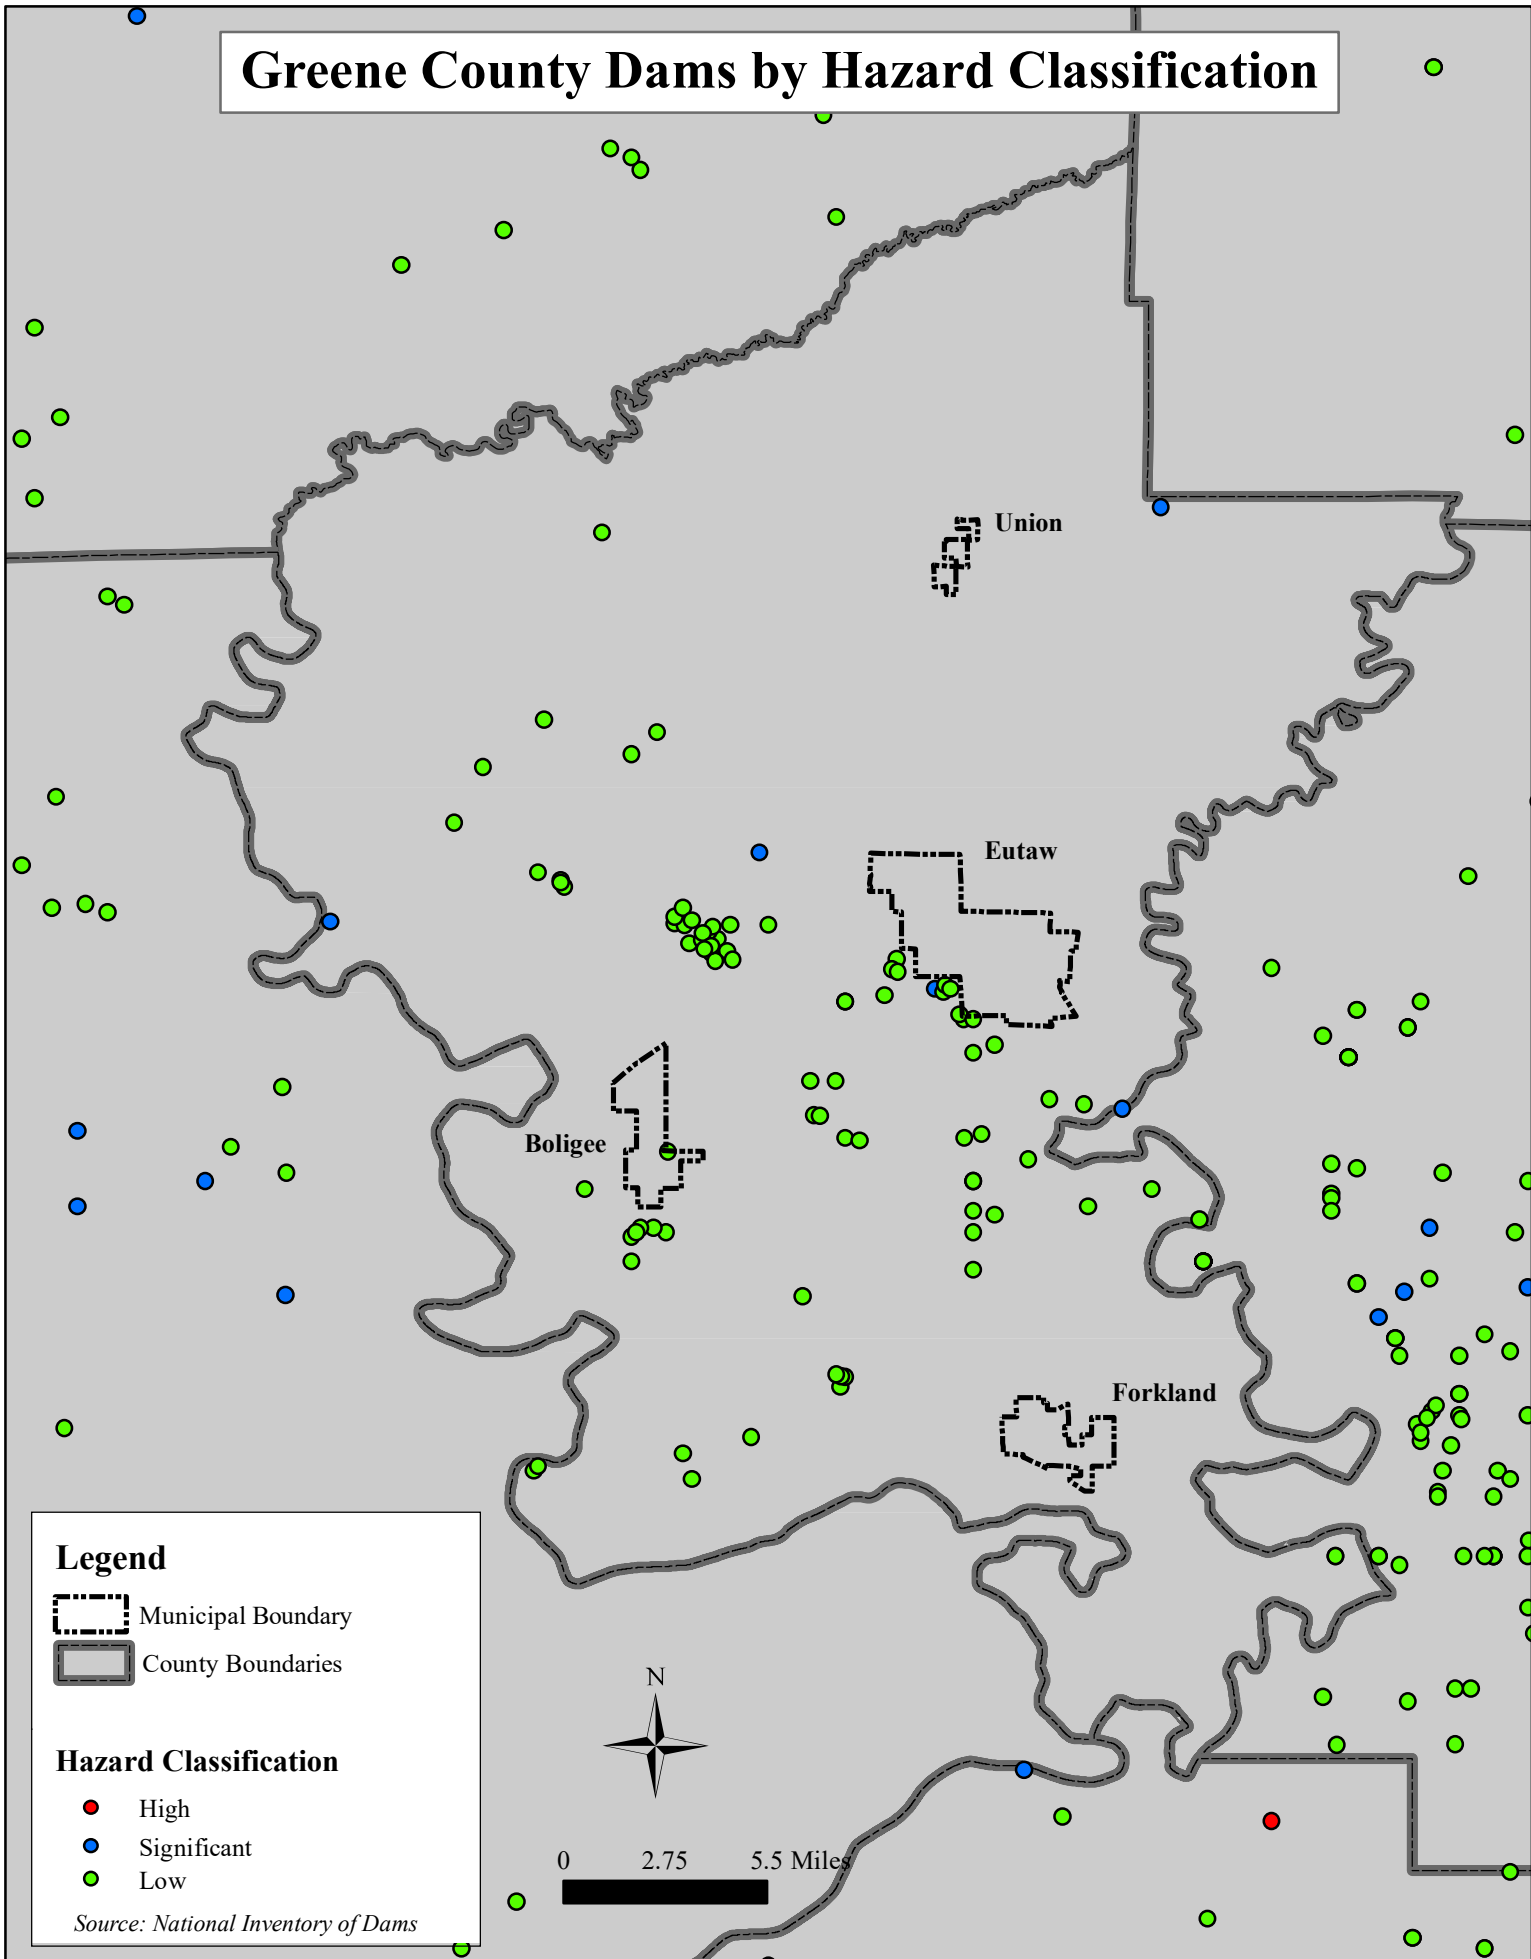 Greene County Dams by Hazard Classification
Union
Eutaw
Boligee
Forkland
Legend
Municipal Boundary
County Boundaries
Hazard Classification
High
Significant
Low
Source: National Inventory of Dams
N
0 2.75 5.5 Miles